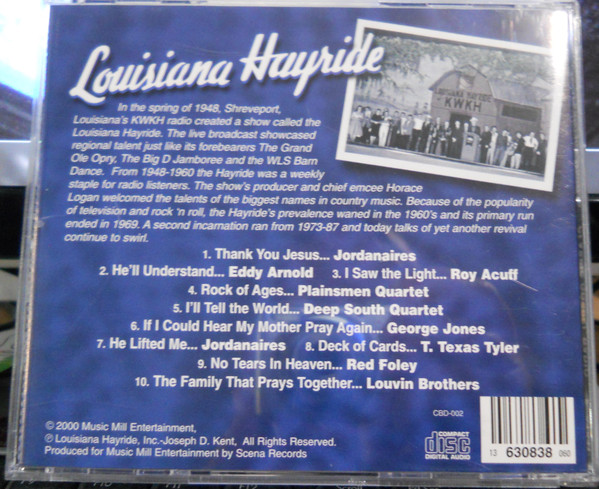 Louisiana Hayride
LOUISIANA HAYRIDE
KWKH
In the spring of 1948, Shreveport,
Louisiana's KWKH radio created a show called the
Louisiana Hayride. The live broadcast showcased
regional talent just like its forebearers The Grand
Ole Opry, The Big D Jamboree and the WLS Barn
Dance. From 1948-1960 the Hayride was a weekly
staple for radio listeners. The show's producer and chief emcee Horace
Logan welcomed the talents of the biggest names in country music. Because of the popularity
of television and rock 'n roll, the Hayride's prevalence waned in the 1960's and its primary run
ended in 1969. A second incarnation ran from 1973-87 and today talks of yet another revival
continue to swirl.
1. Thank You Jesus... Jordanaires
2. He'll Understand... Eddy Arnold 3. I Saw the Light... Roy Acuff
4. Rock of Ages... Plainsmen Quartet
5. I'll Tell the World... Deep South Quartet
6. If I Could Hear My Mother Pray Again... George Jones
7. He Lifted Me... Jordanaires 8. Deck of Cards... T. Texas Tyler
9. No Tears In Heaven... Red Foley
10. The Family That Prays Together... Louvin Brothers
CBD-002
© 2000 Music Mill Entertainment,
℗ Louisiana Hayride, Inc.-Joseph D. Kent, All Rights Reserved.
Produced for Music Mill Entertainment by Scena Records
COMPACT
disc
DIGITAL AUDIO
13 630838 060